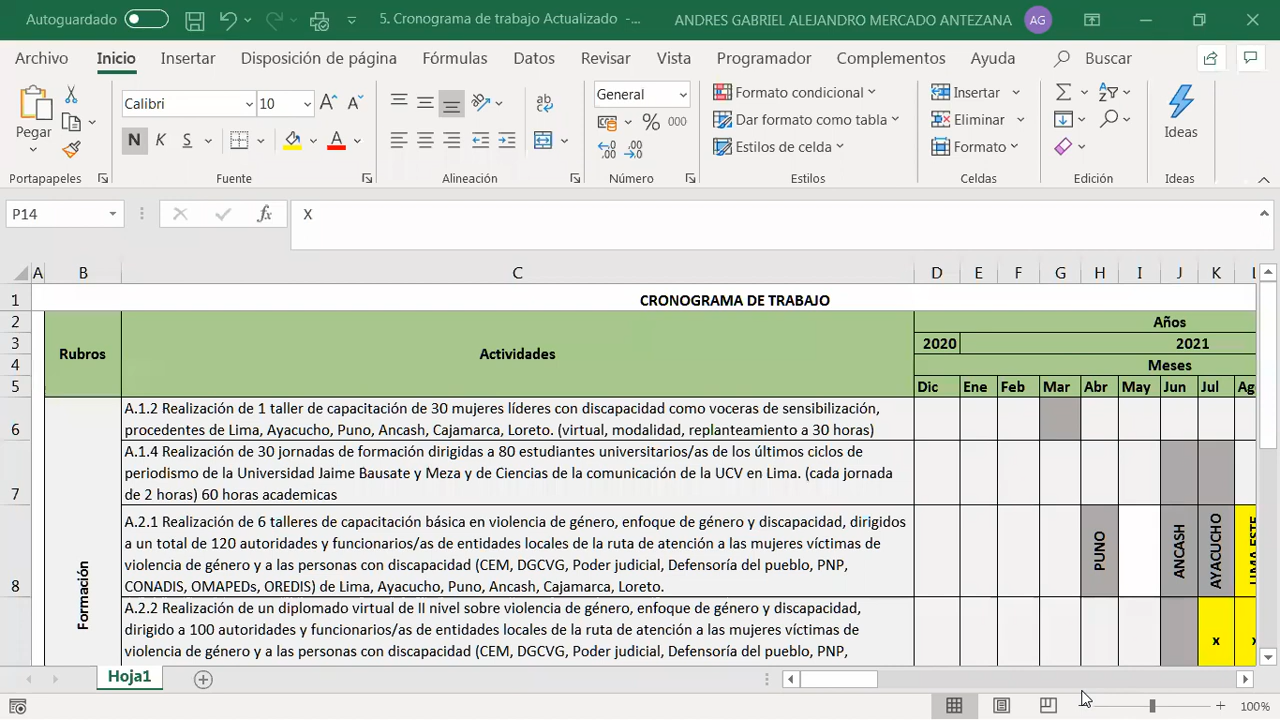 Autoguardado
5. Cronograma de trabajo Actualizado -...
ANDRES GABRIEL ALEJANDRO MERCADO ANTEZANA
AG
Archivo
Inicio
Insertar
Disposición de página
Fórmulas
Datos
Revisar
Vista
Programador
Complementos
Ayuda
Buscar
Pegar
Calibri
10
N K S
General
% 000
Formato condicional
Dar formato como tabla
Estilos de celda
Insertar
Eliminar
Formato
Ideas
Portapapeles
Fuente
Alineación
Número
Estilos
Celdas
Edición
Ideas
P14
fx
X
A B C D E F G H I J K L
1 CRONOGRAMA DE TRABAJO
2 Años
3 2020 2021
4 Meses
5 Dic Ene Feb Mar Abr May Jun Jul Ag
Rubros
Actividades
6
A.1.2 Realización de 1 taller de capacitación de 30 mujeres líderes con discapacidad como voceras de sensibilización,
procedentes de Lima, Ayacucho, Puno, Ancash, Cajamarca, Loreto. (virtual, modalidad, replanteamiento a 30 horas)
7
A.1.4 Realización de 30 jornadas de formación dirigidas a 80 estudiantes universitarios/as de los últimos ciclos de
periodismo de la Universidad Jaime Bausate y Meza y de Ciencias de la comunicación de la UCV en Lima. (cada jornada
de 2 horas) 60 horas academicas
8
A.2.1 Realización de 6 talleres de capacitación básica en violencia de género, enfoque de género y discapacidad, dirigidos
a un total de 120 autoridades y funcionarios/as de entidades locales de la ruta de atención a las mujeres víctimas de
violencia de género y a las personas con discapacidad (CEM, DGCVG, Poder judicial, Defensoría del pueblo, PNP,
CONADIS, OMAPEDs, OREDIS) de Lima, Ayacucho, Puno, Ancash, Cajamarca, Loreto.
PUNO
ANCASH
AYACUCHO
LIMA ESTE
Formación
A.2.2 Realización de un diplomado virtual de II nivel sobre violencia de género, enfoque de género y discapacidad,
dirigido a 100 autoridades y funcionarios/as de entidades locales de la ruta de atención a las mujeres víctimas de
violencia de género y a las personas con discapacidad (CEM, DGCVG, Poder judicial, Defensoría del pueblo, PNP,
x
Hoja1
100%